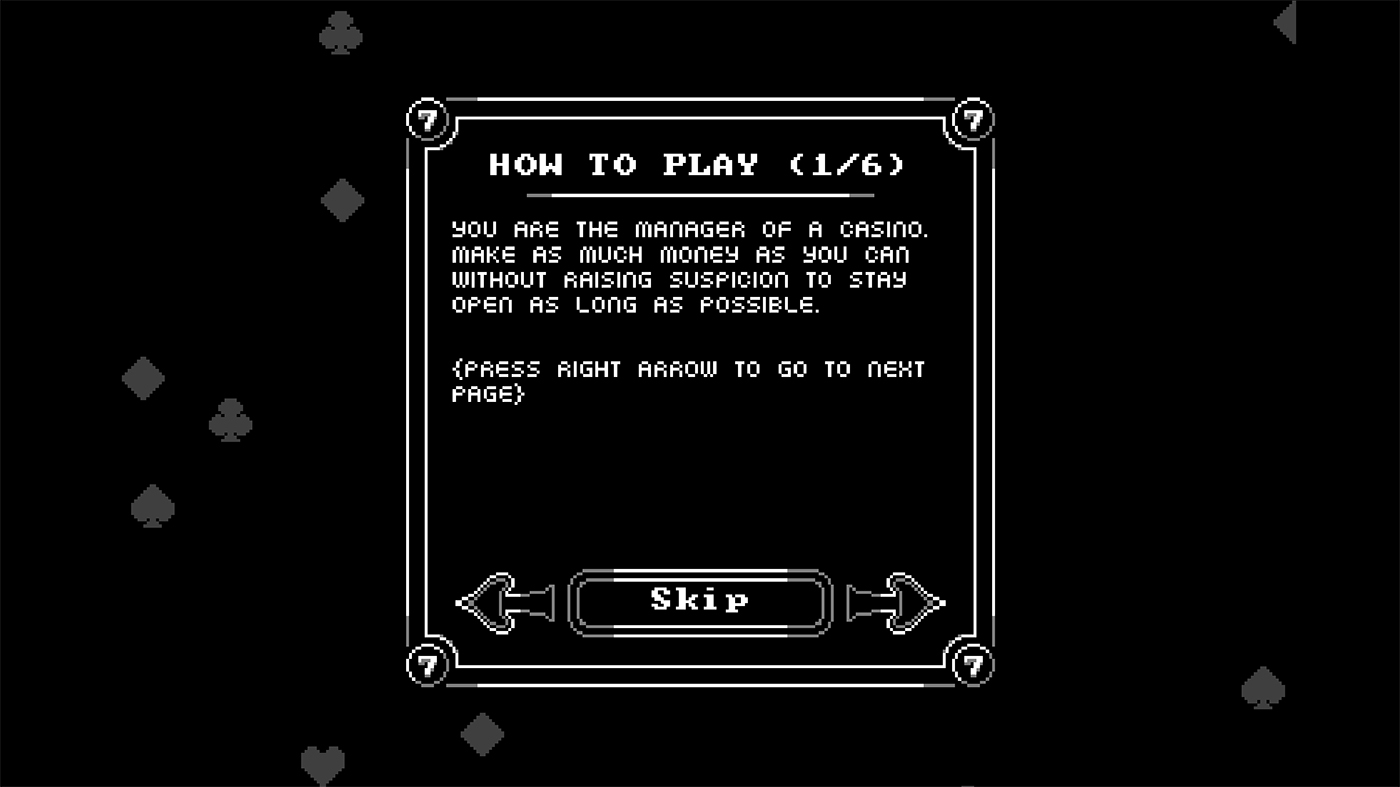 7 7
HOW TO PLAY (1/6)
YOU ARE THE MANAGER OF A CASINO.
MAKE AS MUCH MONEY AS YOU CAN
WITHOUT RAISING SUSPICION TO STAY
OPEN AS LONG AS POSSIBLE.
{PRESS RIGHT ARROW TO GO TO NEXT
PAGE}
Skip
7 7